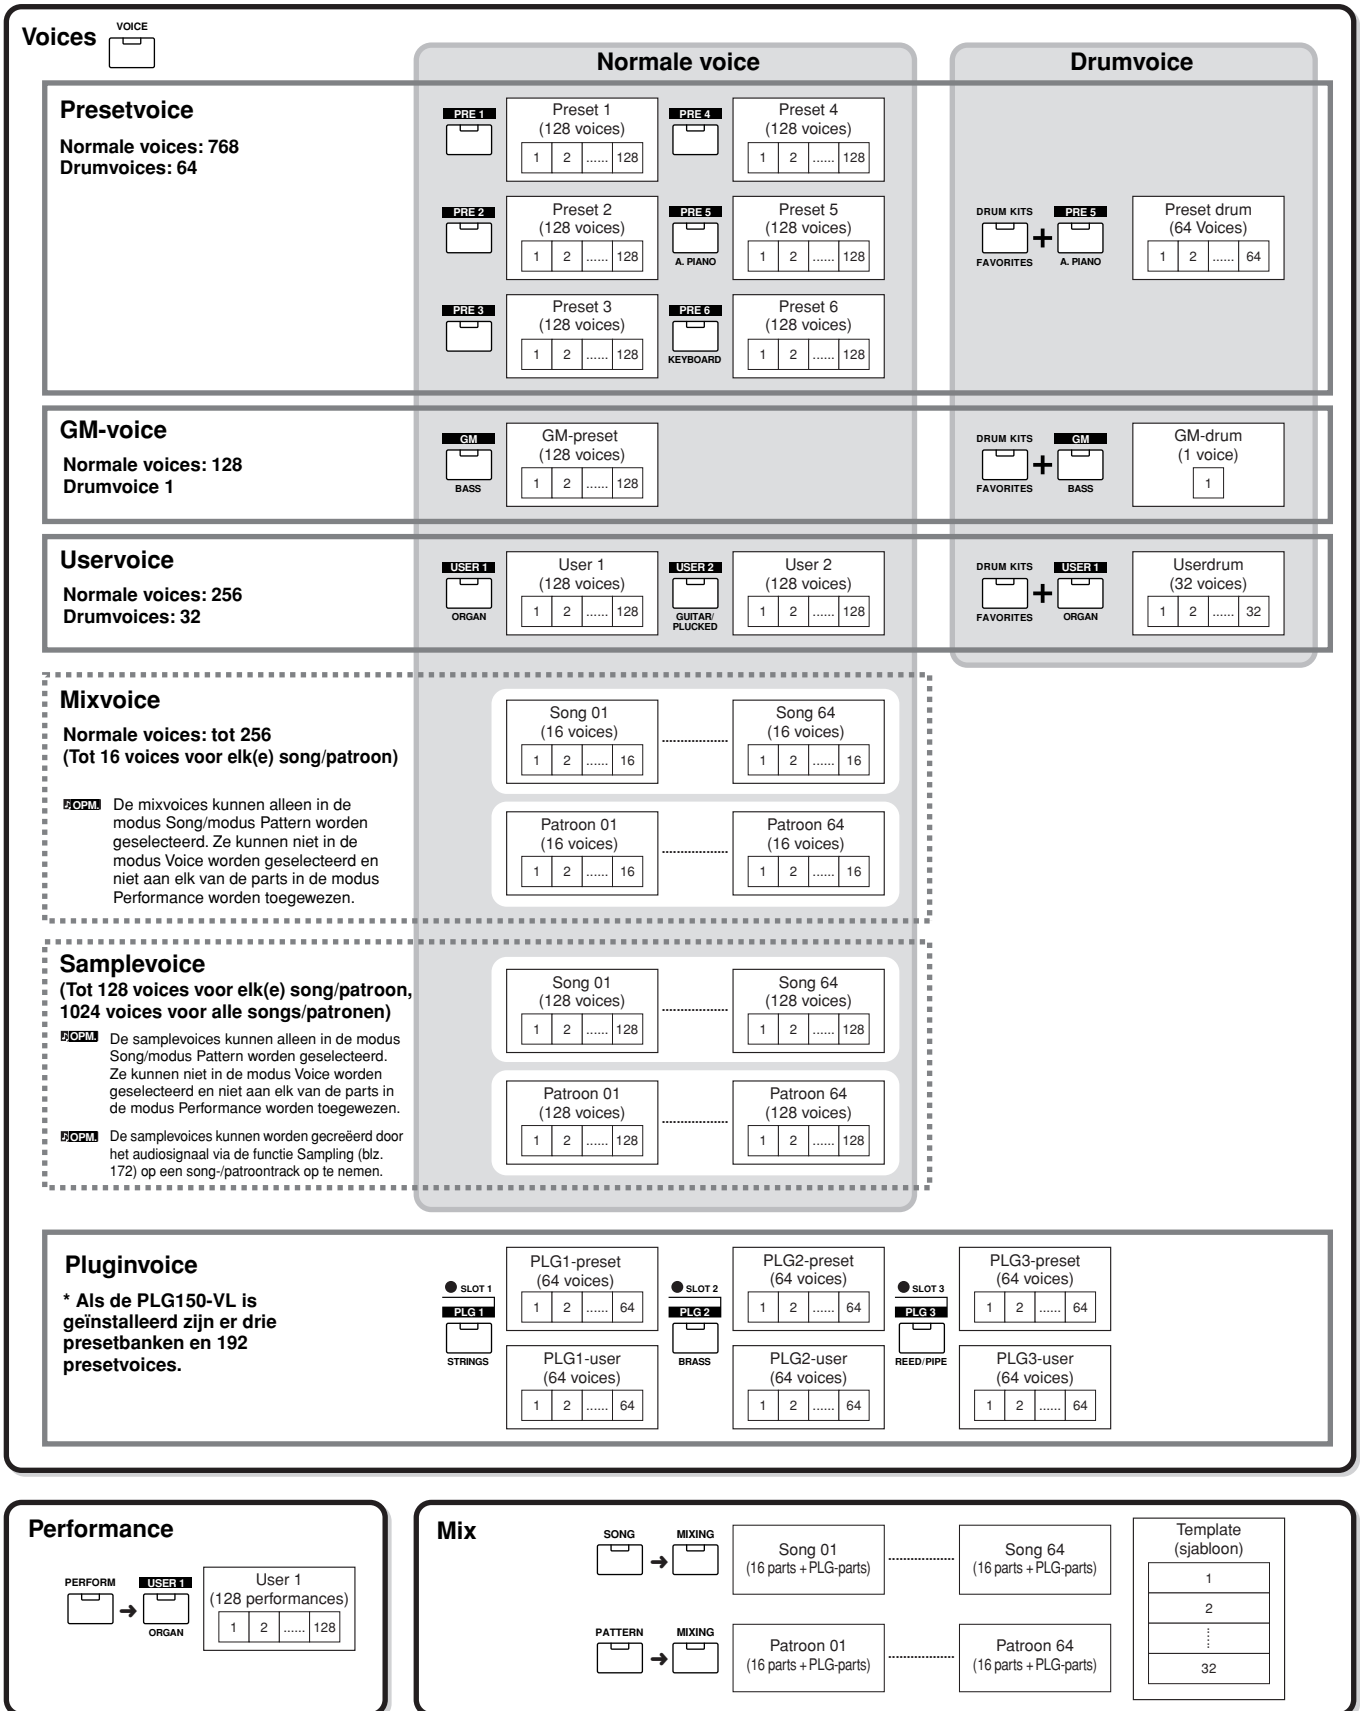 Voices
VOICE
Normale voice
Drumvoice
Presetvoice
Normale voices: 768
Drumvoices: 64
PRE 1
Preset 1
(128 voices)
1 2 ...... 128
PRE 4
Preset 4
(128 voices)
1 2 ...... 128
PRE 2
Preset 2
(128 voices)
1 2 ...... 128
PRE 5
A. PIANO
Preset 5
(128 voices)
1 2 ...... 128
DRUM KITS
FAVORITES
+
PRE 5
A. PIANO
Preset drum
(64 Voices)
1 2 ...... 64
PRE 3
Preset 3
(128 voices)
1 2 ...... 128
PRE 6
KEYBOARD
Preset 6
(128 voices)
1 2 ...... 128
GM-voice
Normale voices: 128
Drumvoice 1
GM
BASS
GM-preset
(128 voices)
1 2 ...... 128
DRUM KITS
FAVORITES
+
GM
BASS
GM-drum
(1 voice)
1
Uservoice
Normale voices: 256
Drumvoices: 32
USER 1
ORGAN
User 1
(128 voices)
1 2 ...... 128
USER 2
GUITAR/
PLUCKED
User 2
(128 voices)
1 2 ...... 128
DRUM KITS
FAVORITES
+
USER 1
ORGAN
Userdrum
(32 voices)
1 2 ...... 32
Mixvoice
Normale voices: tot 256
(Tot 16 voices voor elk(e) song/patroon)
OPM.
De mixvoices kunnen alleen in de
modus Song/modus Pattern worden
geselecteerd. Ze kunnen niet in de
modus Voice worden geselecteerd en
niet aan elk van de parts in de modus
Performance worden toegewezen.
Song 01
(16 voices)
1 2 ...... 16
Song 64
(16 voices)
1 2 ...... 16
Patroon 01
(16 voices)
1 2 ...... 16
Patroon 64
(16 voices)
1 2 ...... 16
Samplevoice
(Tot 128 voices voor elk(e) song/patroon,
1024 voices voor alle songs/patronen)
OPM.
De samplevoices kunnen alleen in de modus
Song/modus Pattern worden geselecteerd.
Ze kunnen niet in de modus Voice worden
geselecteerd en niet aan elk van de parts in
de modus Performance worden toegewezen.
OPM.
De samplevoices kunnen worden gecreëerd door
het audiosignaal via de functie Sampling (blz.
172) op een song-/patroontrack op te nemen.
Song 01
(128 voices)
1 2 ...... 128
Song 64
(128 voices)
1 2 ...... 128
Patroon 01
(128 voices)
1 2 ...... 128
Patroon 64
(128 voices)
1 2 ...... 128
Pluginvoice
* Als de PLG150-VL is
geïnstalleerd zijn er drie
presetbanken en 192
presetvoices.
SLOT 1
PLG 1
STRINGS
PLG1-preset
(64 voices)
1 2 ...... 64
PLG1-user
(64 voices)
1 2 ...... 64
SLOT 2
PLG 2
BRASS
PLG2-preset
(64 voices)
1 2 ...... 64
PLG2-user
(64 voices)
1 2 ...... 64
SLOT 3
PLG 3
REED/PIPE
PLG3-preset
(64 voices)
1 2 ...... 64
PLG3-user
(64 voices)
1 2 ...... 64
Performance
PERFORM
USER 1
ORGAN
User 1
(128 performances)
1 2 ...... 128
Mix
SONG
MIXING
Song 01
(16 parts + PLG-parts)
Song 64
(16 parts + PLG-parts)
PATTERN
MIXING
Patroon 01
(16 parts + PLG-parts)
Patroon 64
(16 parts + PLG-parts)
Template
(sjabloon)
1
2
32